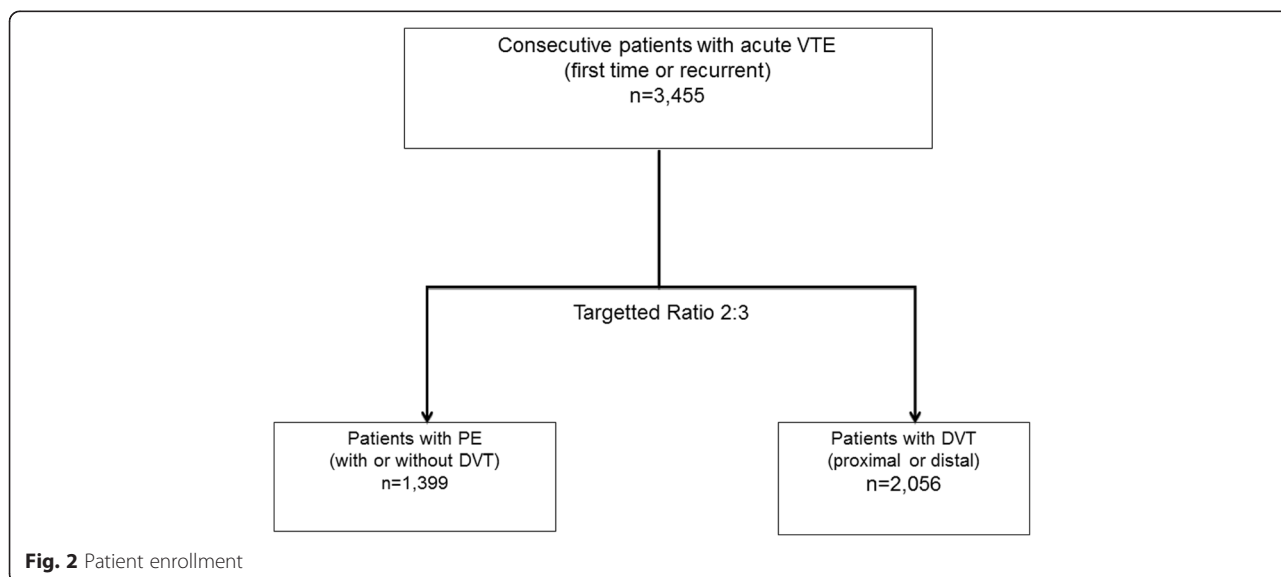 Consecutive patients with acute VTE
(first time or recurrent)
n=3,455
Targetted Ratio 2:3
Patients with PE
(with or without DVT)
n=1,399
Patients with DVT
(proximal or distal)
n=2,056
Fig. 2 Patient enrollment